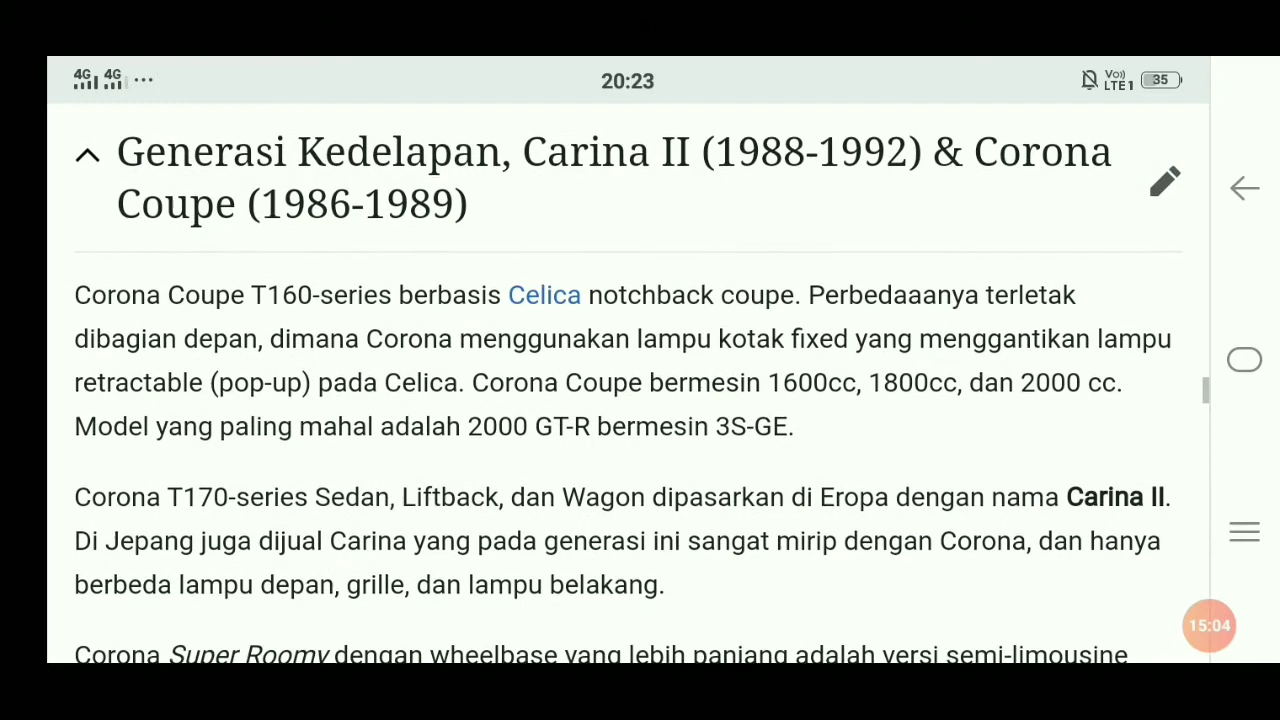 4G 4G ... 20:23 Vo)) LTE1 35
Generasi Kedelapan, Carina II (1988-1992) & Corona
Coupe (1986-1989)
Corona Coupe T160-series berbasis Celica notchback coupe. Perbedaaanya terletak
dibagian depan, dimana Corona menggunakan lampu kotak fixed yang menggantikan lampu
retractable (pop-up) pada Celica. Corona Coupe bermesin 1600cc, 1800cc, dan 2000 cc.
Model yang paling mahal adalah 2000 GT-R bermesin 3S-GE.
Corona T170-series Sedan, Liftback, dan Wagon dipasarkan di Eropa dengan nama Carina II.
Di Jepang juga dijual Carina yang pada generasi ini sangat mirip dengan Corona, dan hanya
berbeda lampu depan, grille, dan lampu belakang.
15:04
Corona Super Roomy dengan wheelbase yang lebih panjang adalah versi semi-limousine